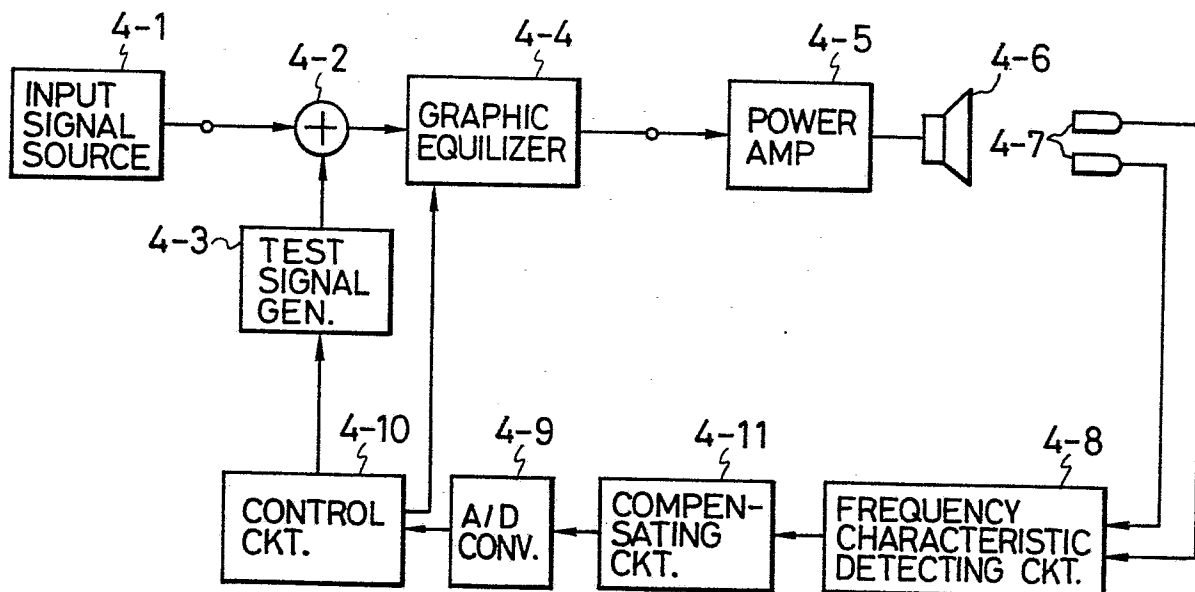 4-1
INPUT
SIGNAL
SOURCE
4-2
4-4
GRAPHIC
EQUILIZER
4-5
POWER
AMP
4-6
4-7
4-3
TEST
SIGNAL
GEN.
4-10
CONTROL
CKT.
4-9
A/D
CONV.
4-11
COMPEN-
SATING
CKT.
4-8
FREQUENCY
CHARACTERISTIC
DETECTING CKT.